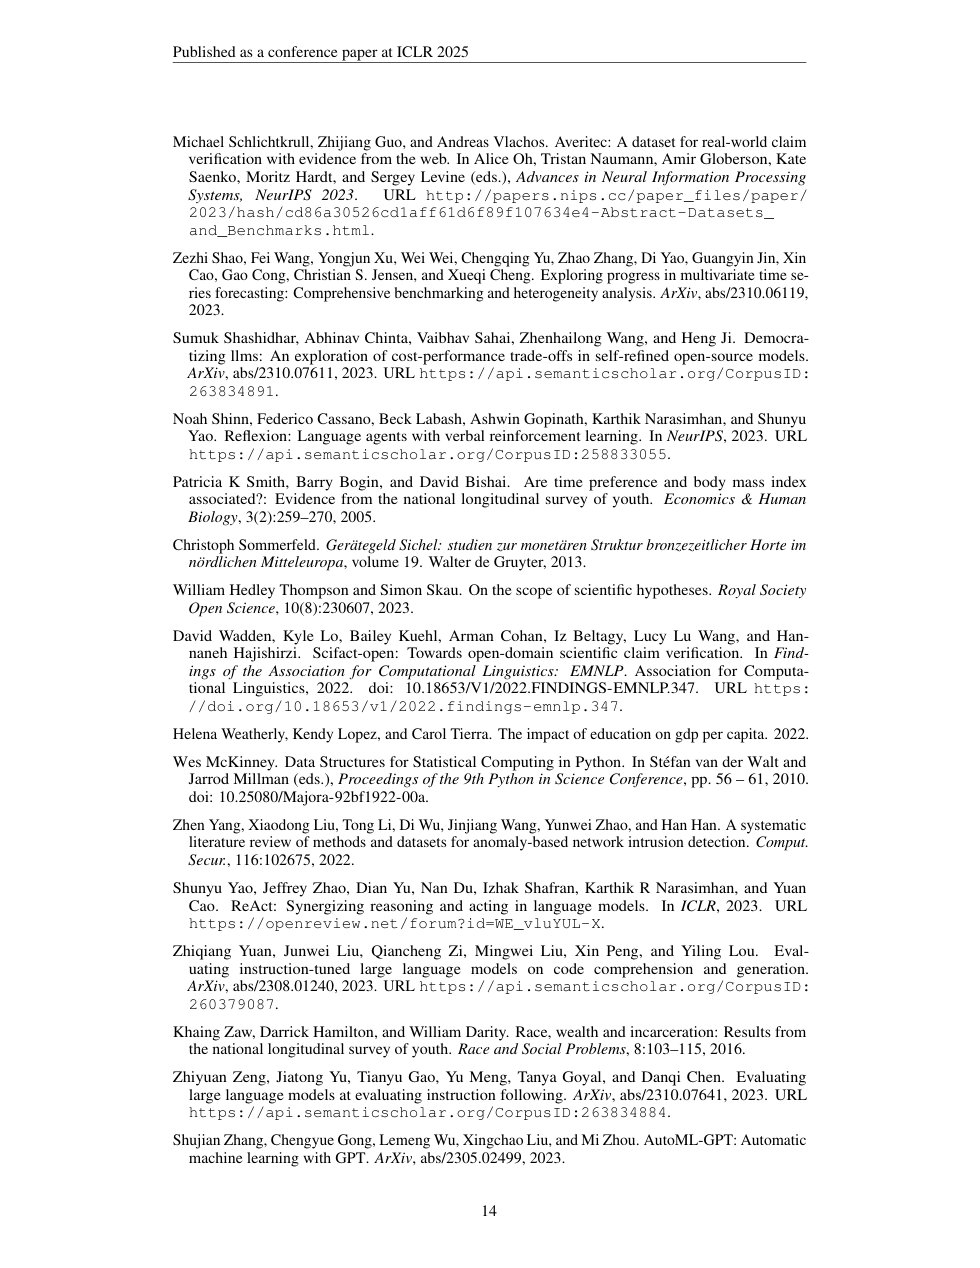 Published as a conference paper at ICLR 2025
Michael Schlichtkrull, Zhijiang Guo, and Andreas Vlachos. Averitec: A dataset for real-world claim
verification with evidence from the web. In Alice Oh, Tristan Naumann, Amir Globerson, Kate
Saenko, Moritz Hardt, and Sergey Levine (eds.), Advances in Neural Information Processing
Systems, NeurIPS 2023. URL http://papers.nips.cc/paper_files/paper/
2023/hash/cd86a30526cd1aff61d6f89f107634e4-Abstract-Datasets_
and_Benchmarks.html.
Zezhi Shao, Fei Wang, Yongjun Xu, Wei Wei, Chengqing Yu, Zhao Zhang, Di Yao, Guangyin Jin, Xin
Cao, Gao Cong, Christian S. Jensen, and Xueqi Cheng. Exploring progress in multivariate time se-
ries forecasting: Comprehensive benchmarking and heterogeneity analysis. ArXiv, abs/2310.06119,
2023.
Sumuk Shashidhar, Abhinav Chinta, Vaibhav Sahai, Zhenhailong Wang, and Heng Ji. Democra-
tizing llms: An exploration of cost-performance trade-offs in self-refined open-source models.
ArXiv, abs/2310.07611, 2023. URL https://api.semanticscholar.org/CorpusID:
263834891.
Noah Shinn, Federico Cassano, Beck Labash, Ashwin Gopinath, Karthik Narasimhan, and Shunyu
Yao. Reflexion: Language agents with verbal reinforcement learning. In NeurIPS, 2023. URL
https://api.semanticscholar.org/CorpusID:258833055.
Patricia K Smith, Barry Bogin, and David Bishai. Are time preference and body mass index
associated?: Evidence from the national longitudinal survey of youth. Economics & Human
Biology, 3(2):259–270, 2005.
Christoph Sommerfeld. Gerätegeld Sichel: studien zur monetären Struktur bronzezeitlicher Horte im
nördlichen Mitteleuropa, volume 19. Walter de Gruyter, 2013.
William Hedley Thompson and Simon Skau. On the scope of scientific hypotheses. Royal Society
Open Science, 10(8):230607, 2023.
David Wadden, Kyle Lo, Bailey Kuehl, Arman Cohan, Iz Beltagy, Lucy Lu Wang, and Han-
naneh Hajishirzi. Scifact-open: Towards open-domain scientific claim verification. In Find-
ings of the Association for Computational Linguistics: EMNLP. Association for Computa-
tional Linguistics, 2022. doi: 10.18653/V1/2022.FINDINGS-EMNLP.347. URL https:
//doi.org/10.18653/v1/2022.findings-emnlp.347.
Helena Weatherly, Kendy Lopez, and Carol Tierra. The impact of education on gdp per capita. 2022.
Wes McKinney. Data Structures for Statistical Computing in Python. In Stéfan van der Walt and
Jarrod Millman (eds.), Proceedings of the 9th Python in Science Conference, pp. 56 – 61, 2010.
doi: 10.25080/Majora-92bf1922-00a.
Zhen Yang, Xiaodong Liu, Tong Li, Di Wu, Jinjiang Wang, Yunwei Zhao, and Han Han. A systematic
literature review of methods and datasets for anomaly-based network intrusion detection. Comput.
Secur., 116:102675, 2022.
Shunyu Yao, Jeffrey Zhao, Dian Yu, Nan Du, Izhak Shafran, Karthik R Narasimhan, and Yuan
Cao. ReAct: Synergizing reasoning and acting in language models. In ICLR, 2023. URL
https://openreview.net/forum?id=WE_vluYUL-X.
Zhiqiang Yuan, Junwei Liu, Qiancheng Zi, Mingwei Liu, Xin Peng, and Yiling Lou. Eval-
uating instruction-tuned large language models on code comprehension and generation.
ArXiv, abs/2308.01240, 2023. URL https://api.semanticscholar.org/CorpusID:
260379087.
Khaing Zaw, Darrick Hamilton, and William Darity. Race, wealth and incarceration: Results from
the national longitudinal survey of youth. Race and Social Problems, 8:103–115, 2016.
Zhiyuan Zeng, Jiatong Yu, Tianyu Gao, Yu Meng, Tanya Goyal, and Danqi Chen. Evaluating
large language models at evaluating instruction following. ArXiv, abs/2310.07641, 2023. URL
https://api.semanticscholar.org/CorpusID:263834884.
Shujian Zhang, Chengyue Gong, Lemeng Wu, Xingchao Liu, and Mi Zhou. AutoML-GPT: Automatic
machine learning with GPT. ArXiv, abs/2305.02499, 2023.
14